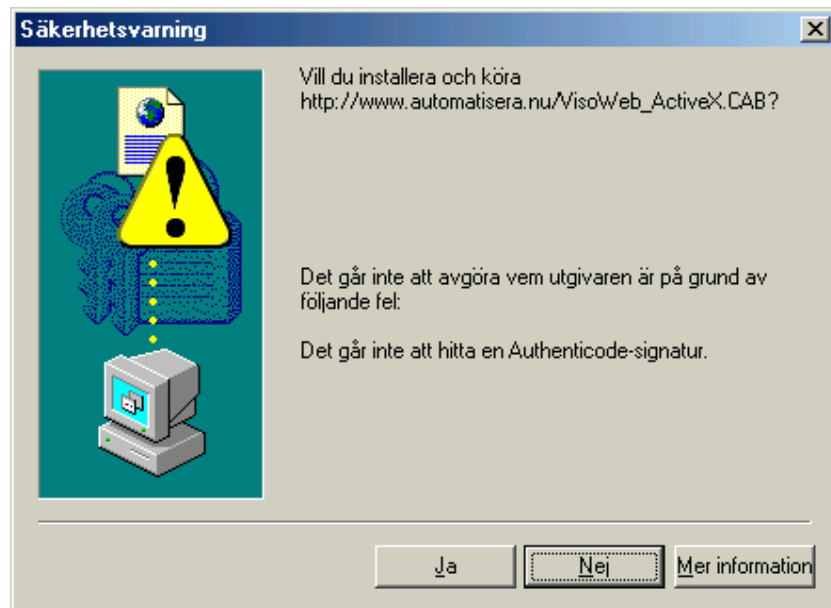 Säkerhetsvarning
Vill du installera och köra
http://www.automatisera.nu/VisoWeb_ActiveX.CAB?
Det går inte att avgöra vem utgivaren är på grund av
följande fel:
Det går inte att hitta en Authenticode-signatur.
Ja
Nej
Mer information